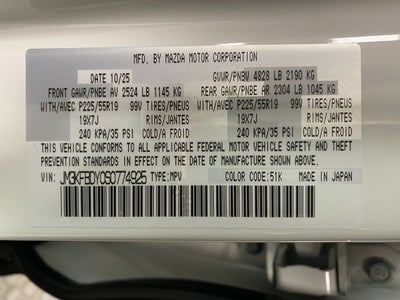 MFD. BY MAZDA MOTOR CORPORATION
DATE 10/25 GVWR/PNBV 4828 LB 2190 KG
FRONT GAWR/PNBE AV 2524 LB 1145 KG REAR GAWR/PNBE AR 2304 LB 1045 KG
WITH/AVEC P225/55R19 99V TIRES/PNEUS WITH/AVEC P225/55R19 99V TIRES/PNEUS
19X7J RIMS/JANTES 19X7J RIMS/JANTES
240 KPA/35 PSI COLD/A FROID 240 KPA/35 PSI COLD/A FROID
THIS VEHICLE CONFORMS TO ALL APPLICABLE FEDERAL MOTOR VEHICLE SAFETY, BUMPER, AND THEFT
PREVENTION STANDARDS IN EFFECT ON THE DATE OF MANUFACTURE SHOWN ABOVE.
VIN: JM3KFBDY0S0774925 TYPE: MPV COLOR CODE: 51K MADE IN JAPAN